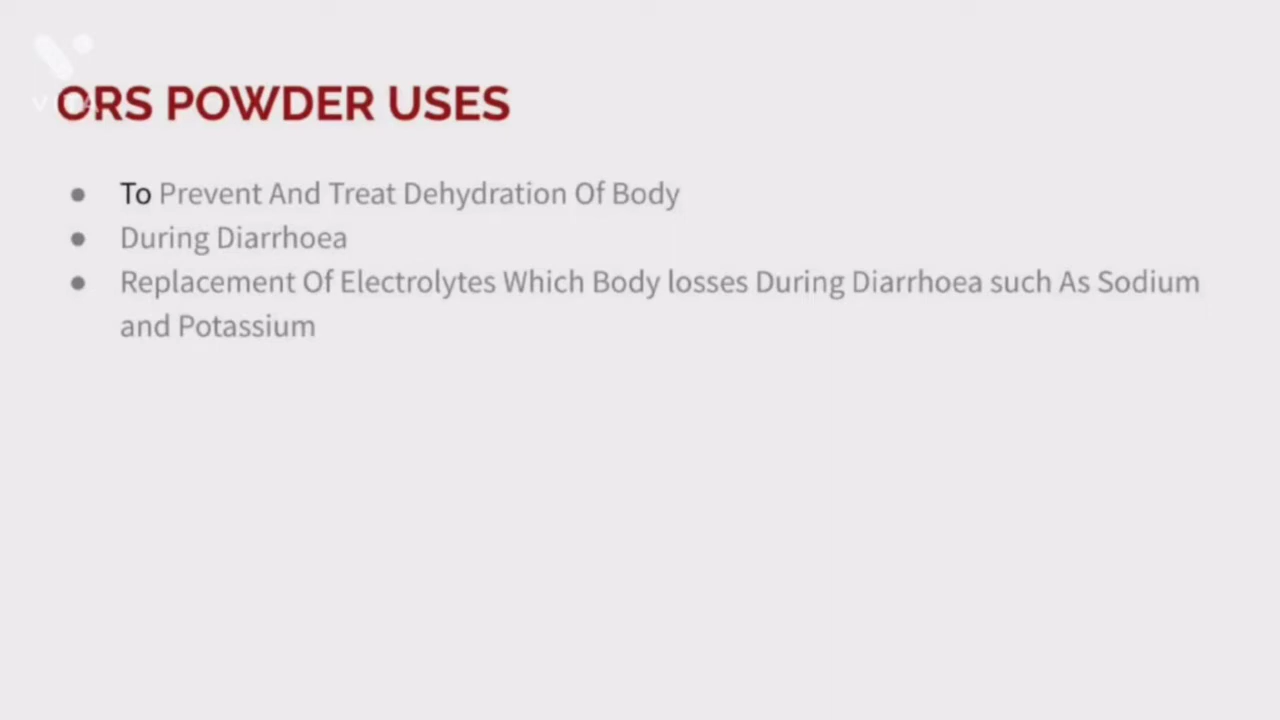 ORS POWDER USES
● To Prevent And Treat Dehydration Of Body
● During Diarrhoea
● Replacement Of Electrolytes Which Body losses During Diarrhoea such As Sodium
and Potassium